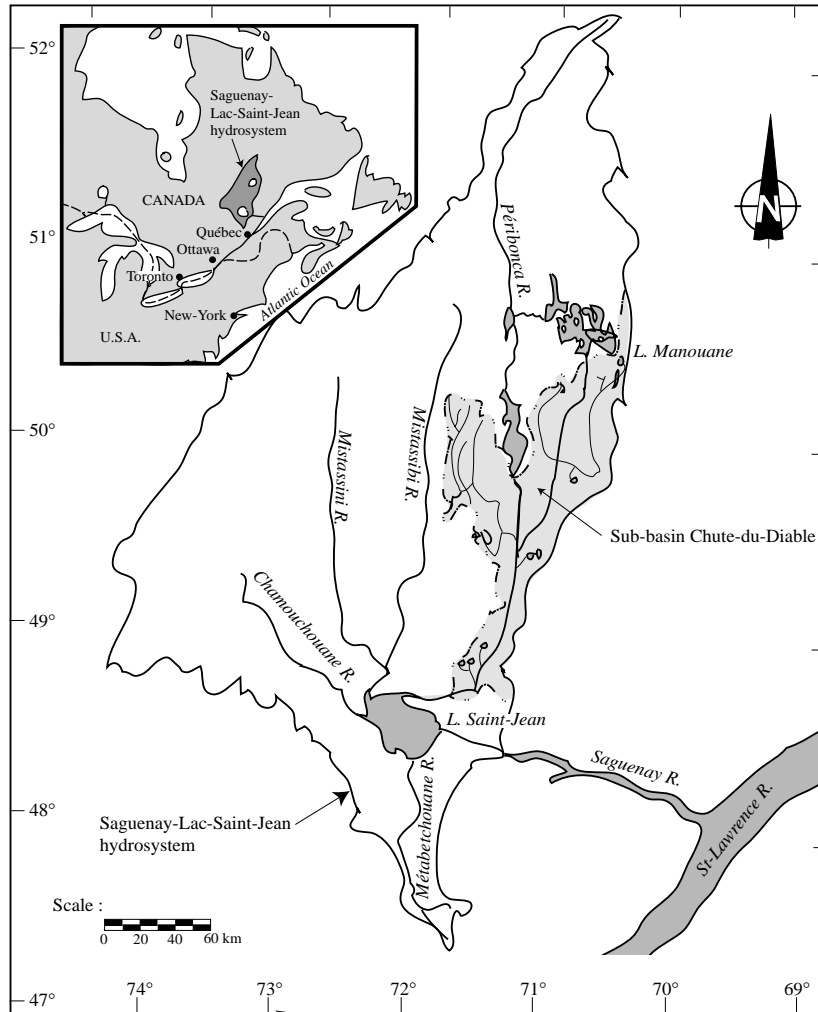 52°
51°
50°
49°
48°
47°
Saguenay-
Lac-Saint-Jean
hydrosystem
CANADA
Québec
Ottawa
Toronto
New-York
U.S.A.
Atlantic Ocean
N
Péribonca R.
L. Manouane
Mistassini R.
Mistassibi R.
Sub-basin Chute-du-Diable
Chamouchouane R.
L. Saint-Jean
Saguenay R.
St-Lawrence R.
Métabetchouane R.
Saguenay-Lac-Saint-Jean
hydrosystem
Scale :
0 20 40 60 km
74° 73° 72° 71° 70° 69°